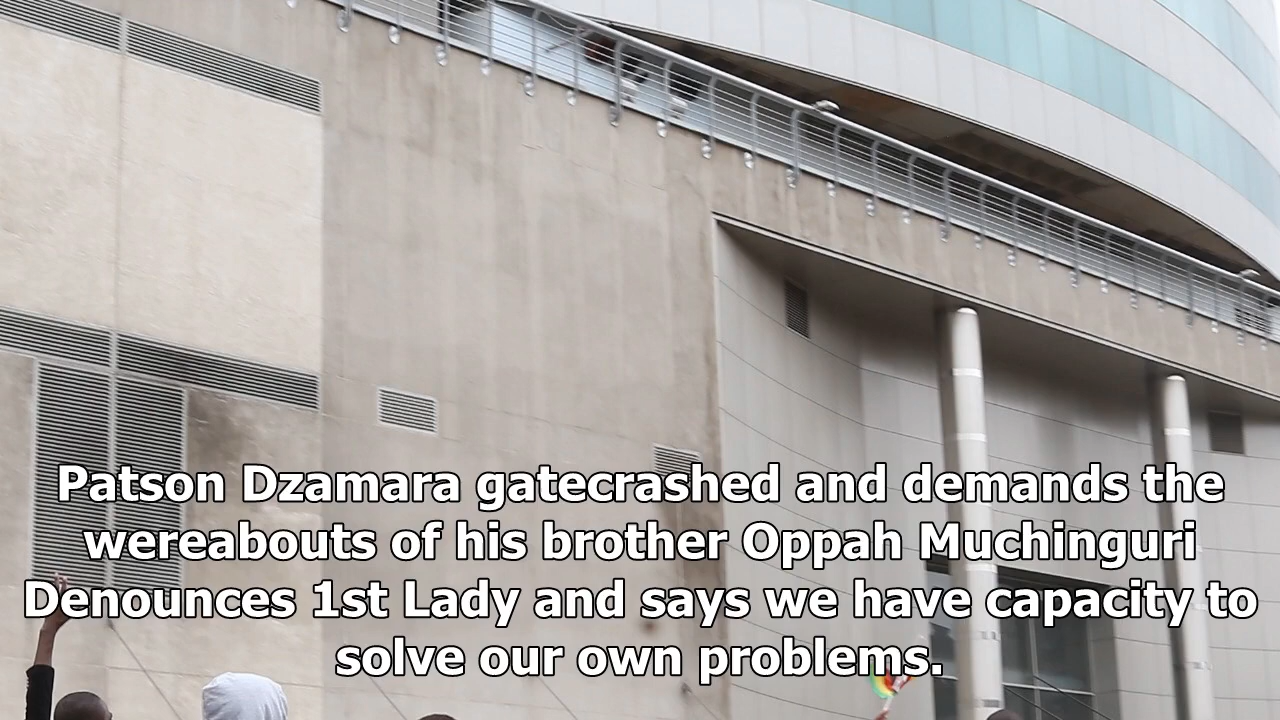 Patson Dzamara gatecrashed and demands the
wereabouts of his brother Oppah Muchinguri
Denounces 1st Lady and says we have capacity to
solve our own problems.